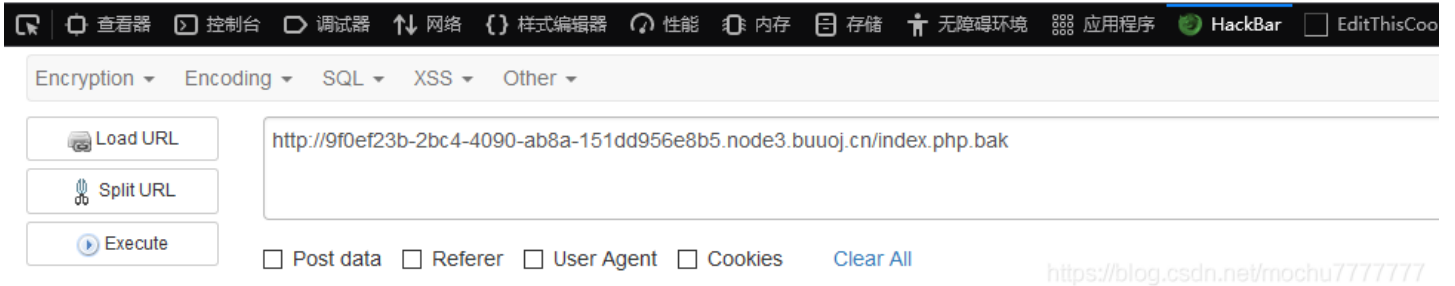 查看器 控制台 调试器 网络 {} 样式编辑器 性能 内存 存储 无障碍环境 应用程序 HackBar EditThisCoo
Encryption Encoding SQL XSS Other
Load URL http://9f0ef23b-2bc4-4090-ab8a-151dd956e8b5.node3.buuoj.cn/index.php.bak
Split URL
Execute
Post data Referer User Agent Cookies Clear All
https://blog.csdn.net/mochu7777777